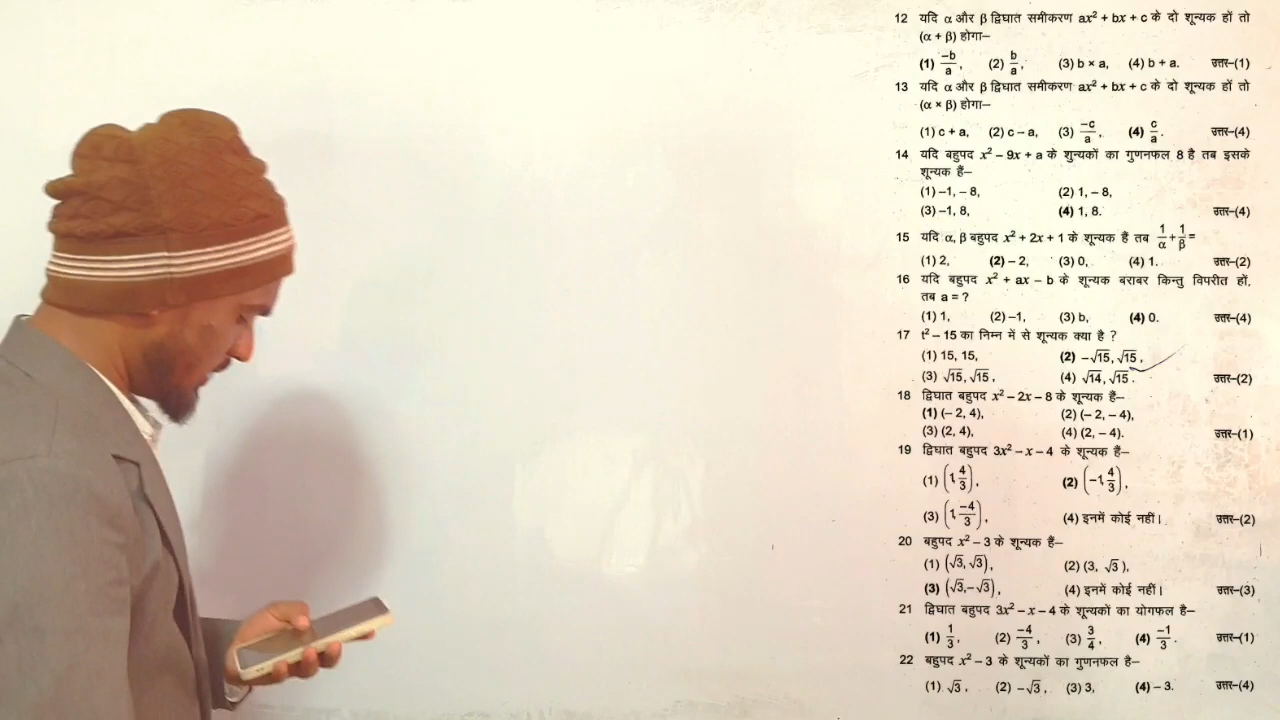 12 यदि α और β द्विघात समीकरण ax² + bx + c के दो शून्यक हों तो
(α + β) होगा–
(1) −b/a, (2) b/a, (3) b × a, (4) b + a. उत्तर–(1)
13 यदि α और β द्विघात समीकरण ax² + bx + c के दो शून्यक हों तो
(α × β) होगा–
(1) c + a, (2) c – a, (3) −c/a, (4) c/a. उत्तर–(4)
14 यदि बहुपद x² – 9x + a के शुन्यकों का गुणनफल 8 है तब इसके
शून्यक हैं–
(1) –1, – 8, (2) 1, – 8,
(3) –1, 8, (4) 1, 8. उत्तर–(4)
15 यदि α, β बहुपद x² + 2x + 1 के शून्यक हैं तब 1/α + 1/β =
(1) 2, (2) – 2, (3) 0, (4) 1. उत्तर–(2)
16 यदि बहुपद x² + ax – b के शून्यक बराबर किन्तु विपरीत हों,
तब a = ?
(1) 1, (2) –1, (3) b, (4) 0. उत्तर–(4)
17 t² – 15 का निम्न में से शून्यक क्या है ?
(1) 15, 15, (2) –√15, √15,
(3) √15, √15, (4) √14, √15. उत्तर–(2)
18 द्विघात बहुपद x² – 2x – 8 के शून्यक हैं–
(1) (– 2, 4), (2) (– 2, – 4),
(3) (2, 4), (4) (2, – 4). उत्तर–(1)
19 द्विघात बहुपद 3x² – x – 4 के शून्यक हैं–
(1) (1, 4/3), (2) (–1, 4/3),
(3) (1, −4/3), (4) इनमें कोई नहीं। उत्तर–(2)
20 बहुपद x² – 3 के शून्यक हैं–
(1) (√3, √3), (2) (3, √3),
(3) (√3, –√3), (4) इनमें कोई नहीं। उत्तर–(3)
21 द्विघात बहुपद 3x² – x – 4 के शून्यकों का योगफल है–
(1) 1/3, (2) −4/3, (3) 3/4, (4) −1/3. उत्तर–(1)
22 बहुपद x² – 3 के शून्यकों का गुणनफल है–
(1) √3, (2) –√3, (3) 3, (4) – 3. उत्तर–(4)